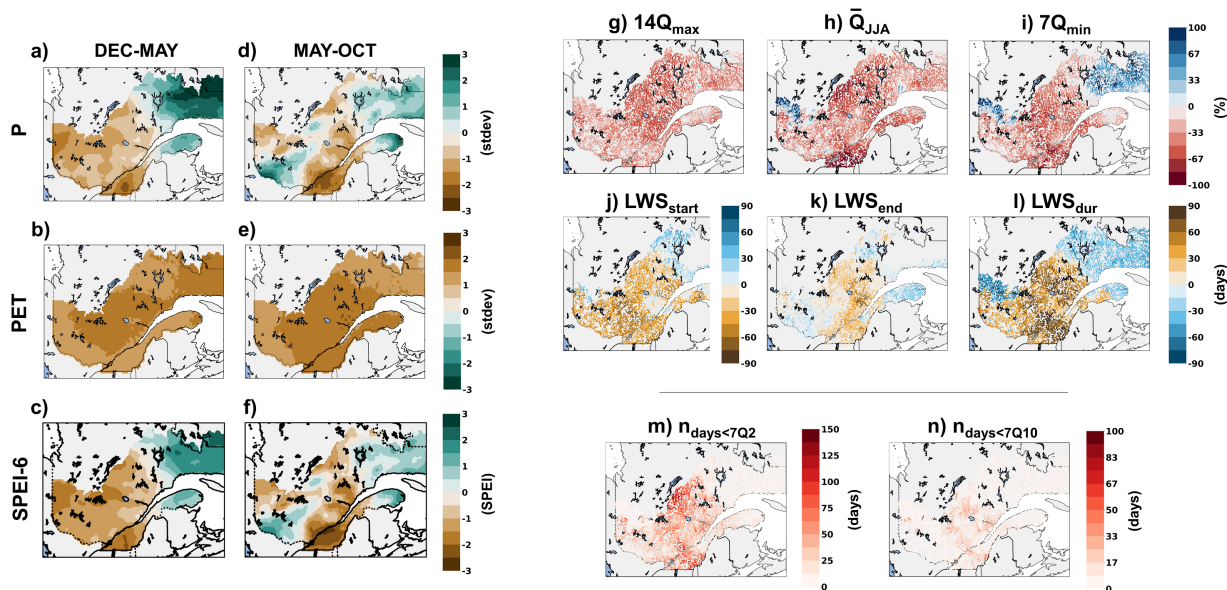 DEC-MAY
MAY-OCT
a)
d)
P
3
2
1
0
-1
-2
-3
(stdev)
b)
e)
PET
3
2
1
0
-1
-2
-3
(stdev)
c)
f)
SPEI-6
3
2
1
0
-1
-2
-3
(SPEI)
g) 14Qmax
h) Q̄JJA
i) 7Qmin
100
67
33
0
-33
-67
-100
(%)
j) LWSstart
90
60
30
0
-30
-60
-90
k) LWSend
l) LWSdur
90
60
30
0
-30
-60
-90
(days)
m) ndays<7Q2
150
125
100
75
50
25
0
(days)
n) ndays<7Q10
100
83
67
50
33
17
0
(days)